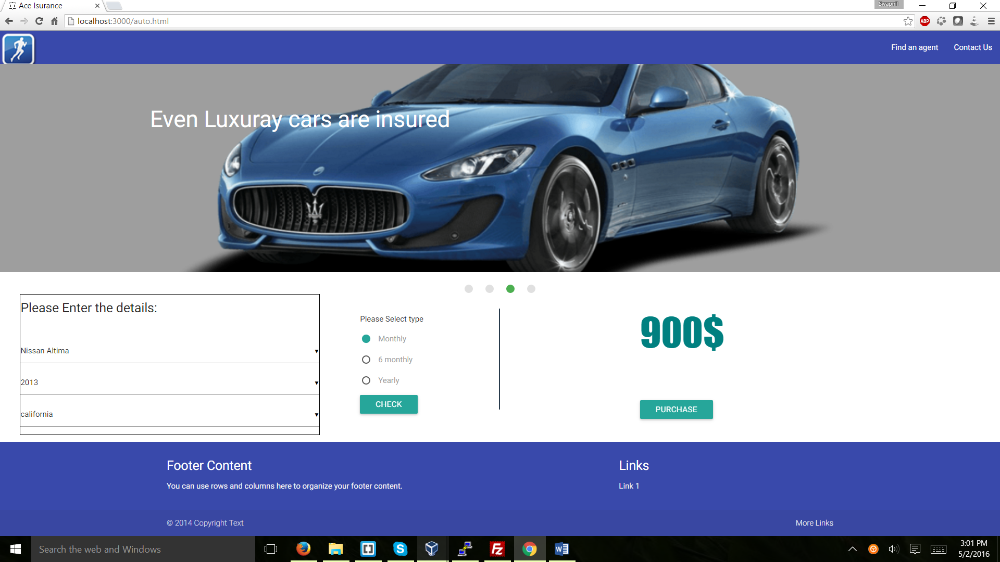 Ace Isurance
Swapnil
localhost:3000/auto.html
ABP
Find an agent
Contact Us
Even Luxuray cars are insured
Please Enter the details:
Nissan Altima
2013
california
Please Select type
Monthly
6 monthly
Yearly
CHECK
900$
PURCHASE
Footer Content
You can use rows and columns here to organize your footer content.
Links
Link 1
© 2014 Copyright Text
More Links
Search the web and Windows
3:01 PM
5/2/2016